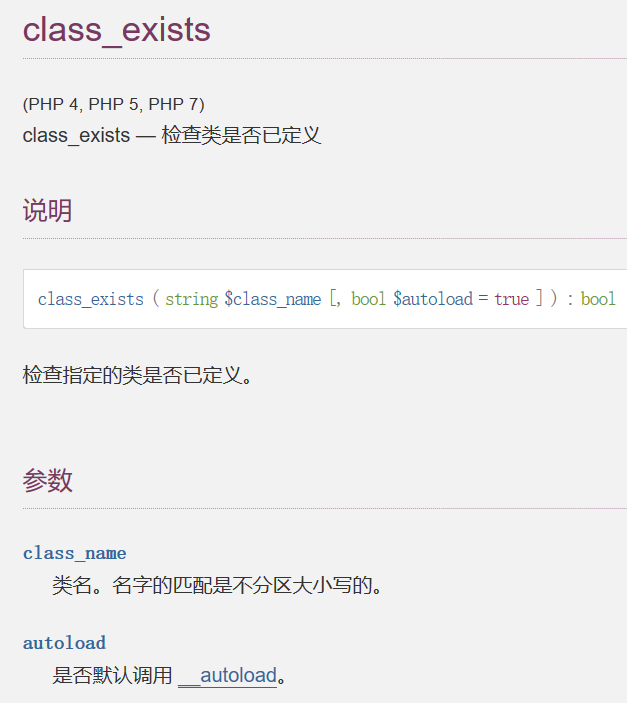 class_exists
(PHP 4, PHP 5, PHP 7)
class_exists — 检查类是否已定义
说明
class_exists ( string $class_name [, bool $autoload = true ] ) : bool
检查指定的类是否已定义。
参数
class_name
类名。名字的匹配是不分区大小写的。
autoload
是否默认调用 __autoload。